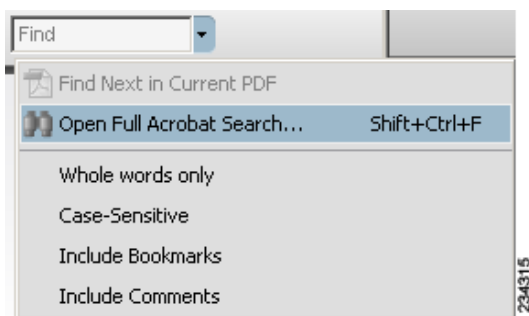 Find
Find Next in Current PDF
Open Full Acrobat Search... Shift+Ctrl+F
Whole words only
Case-Sensitive
Include Bookmarks
Include Comments
234315